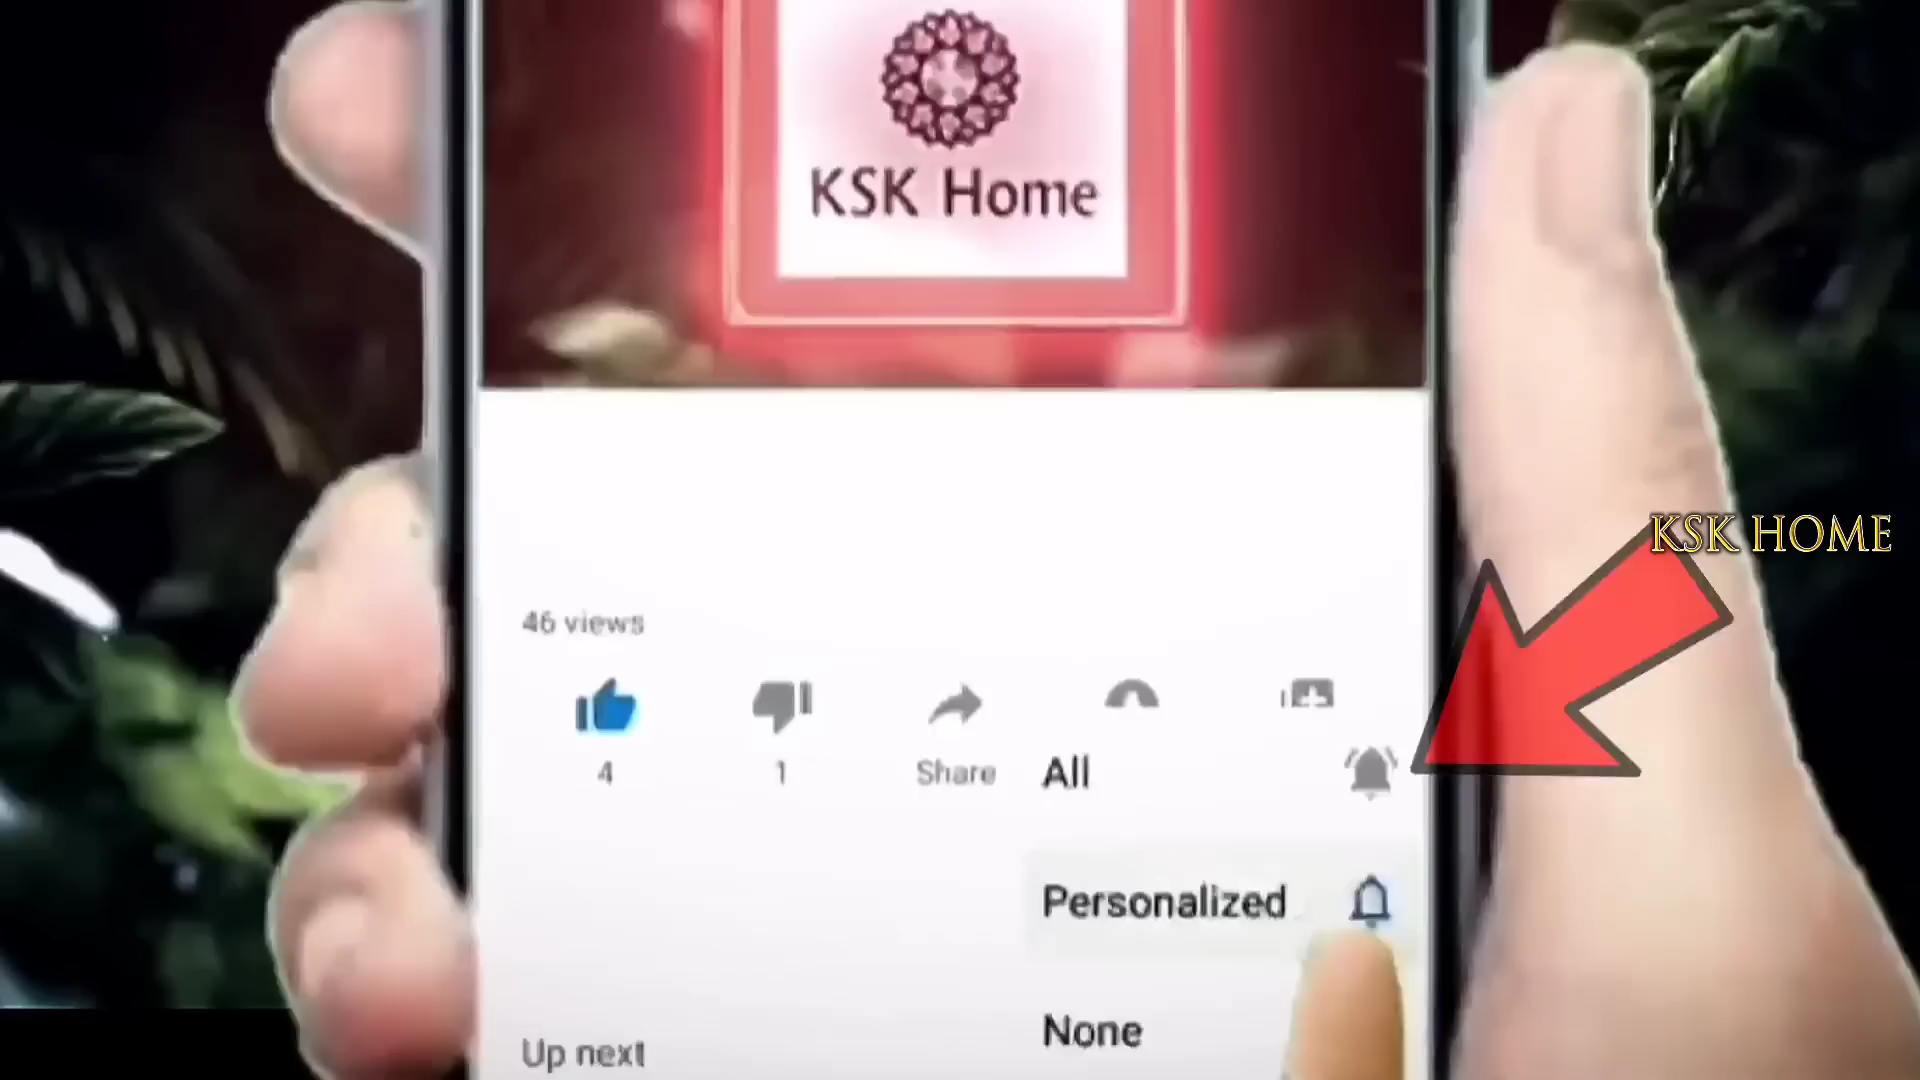 KSK Home
KSK HOME
46 views
4
1
Share
All
Personalized
None
Up next